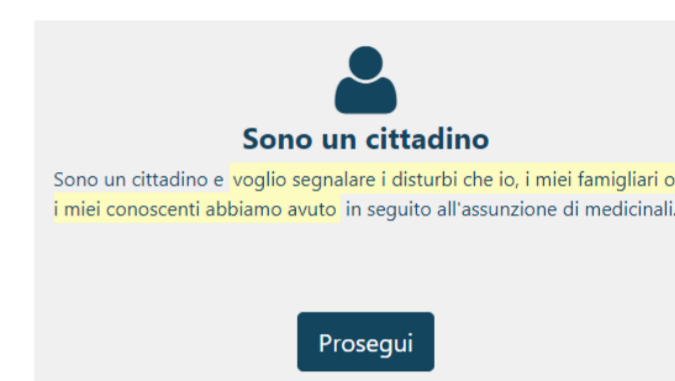 Sono un cittadino
Sono un cittadino e voglio segnalare i disturbi che io, i miei famigliari o
i miei conoscenti abbiamo avuto in seguito all'assunzione di medicinali.
Prosegui